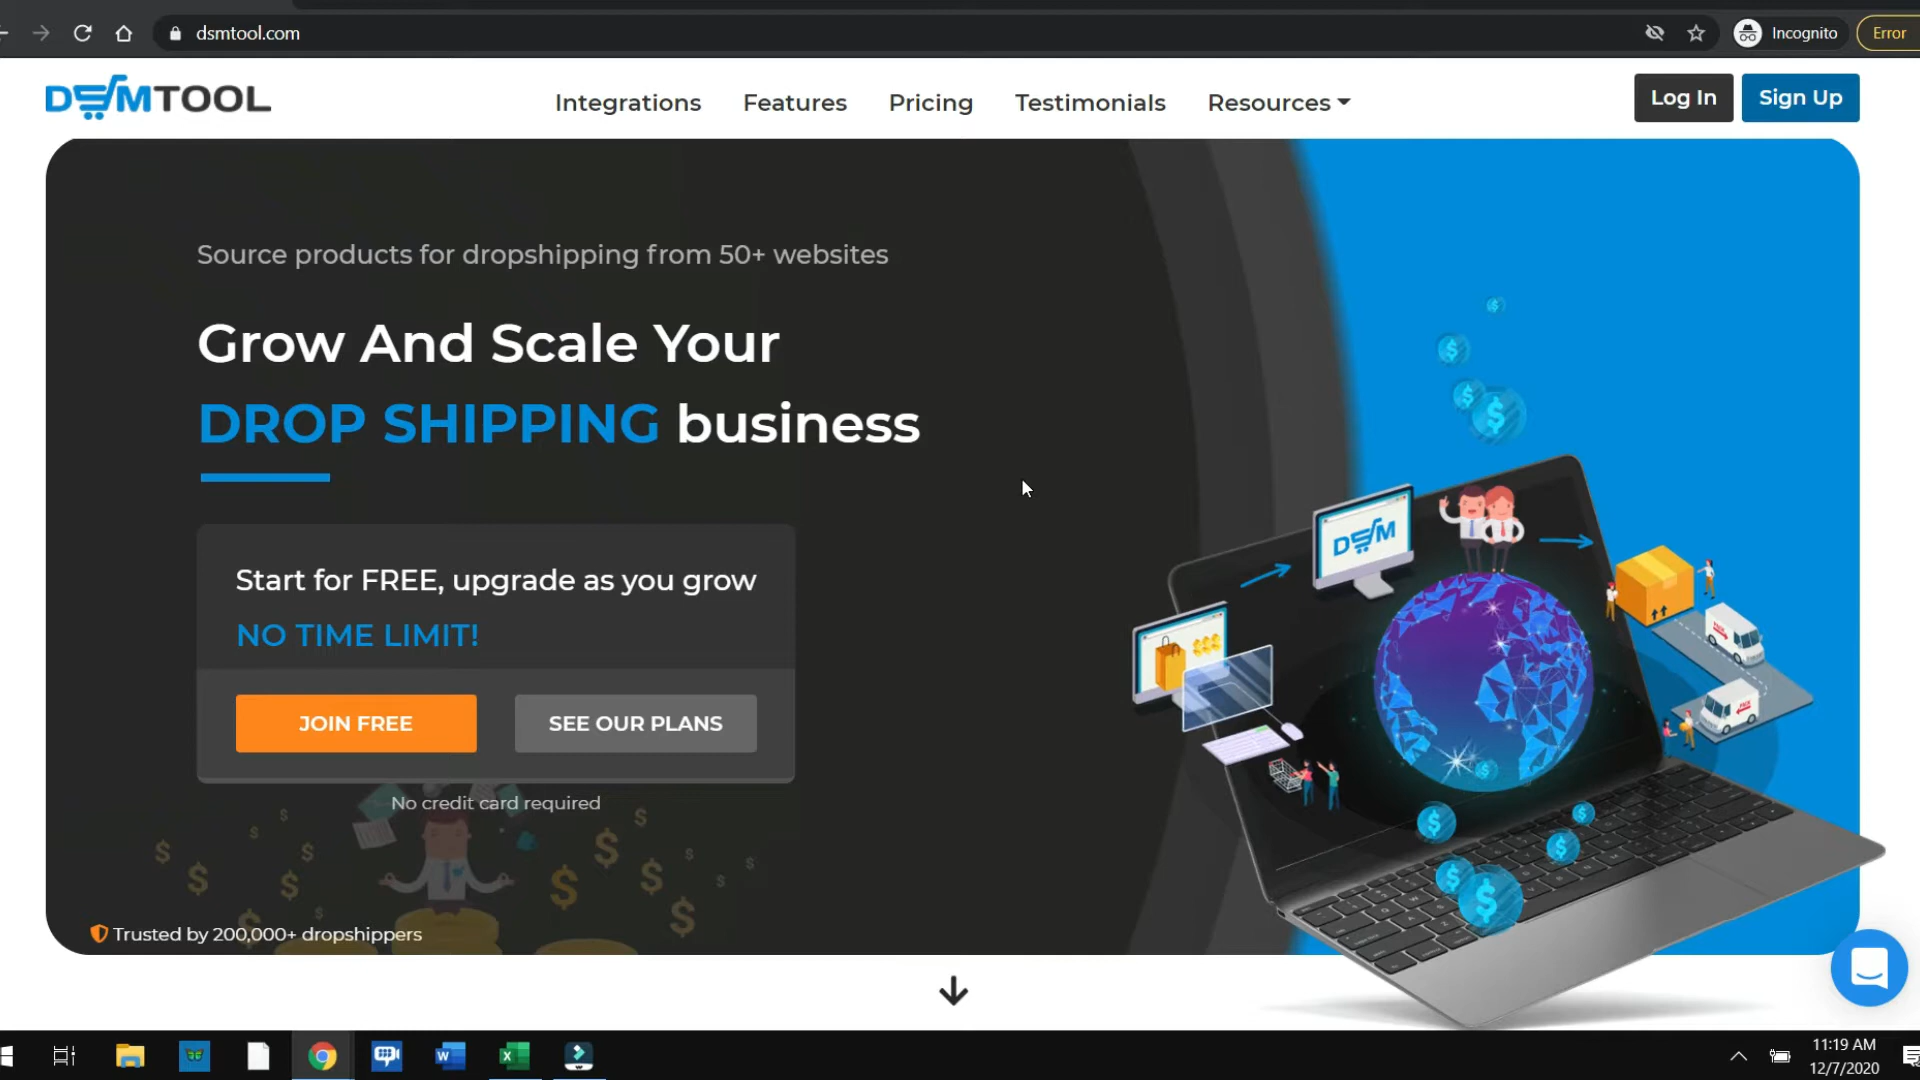 dsmtool.com
Incognito
Error
DSMTOOL
Integrations
Features
Pricing
Testimonials
Resources
Log In
Sign Up
Source products for dropshipping from 50+ websites
Grow And Scale Your
DROP SHIPPING business
DSM
Start for FREE, upgrade as you grow
NO TIME LIMIT!
JOIN FREE
SEE OUR PLANS
No credit card required
Trusted by 200,000+ dropshippers
11:19 AM
12/7/2020